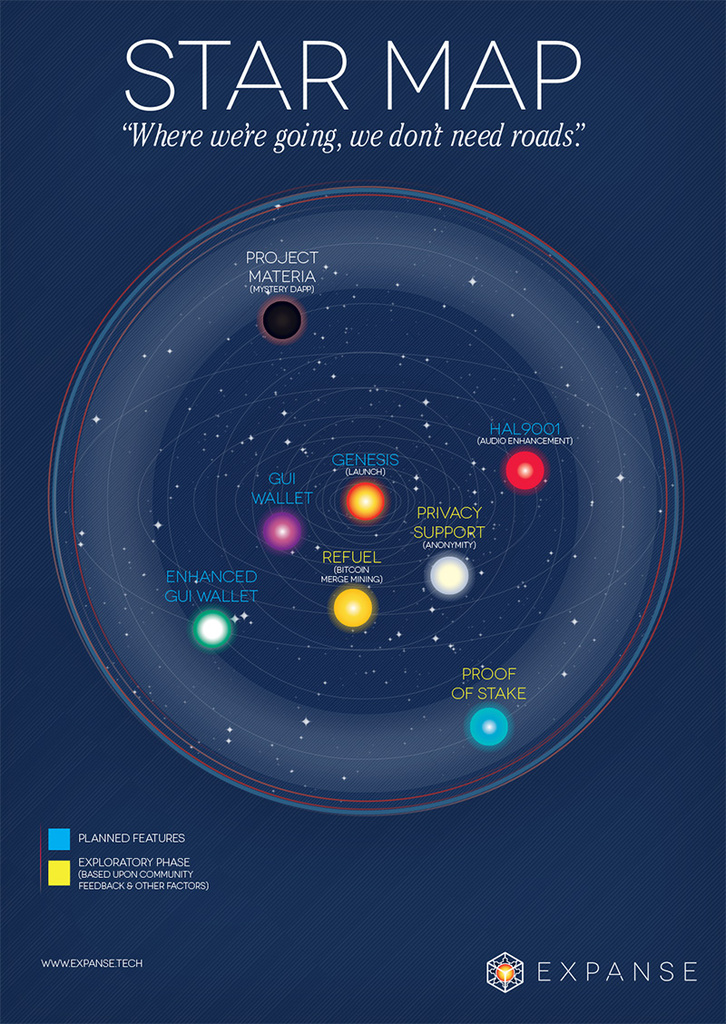 STAR MAP
“Where we're going, we don't need roads.”
PROJECT
MATERIA
(MYSTERY DAPP)
HAL9001
(AUDIO ENHANCEMENT)
GENESIS
(LAUNCH)
GUI
WALLET
PRIVACY
SUPPORT
(ANONYMITY)
REFUEL
(BITCOIN
MERGE MINING)
ENHANCED
GUI WALLET
PROOF
OF STAKE
PLANNED FEATURES
EXPLORATORY PHASE
(BASED UPON COMMUNITY
FEEDBACK & OTHER FACTORS)
WWW.EXPANSE.TECH
EXPANSE